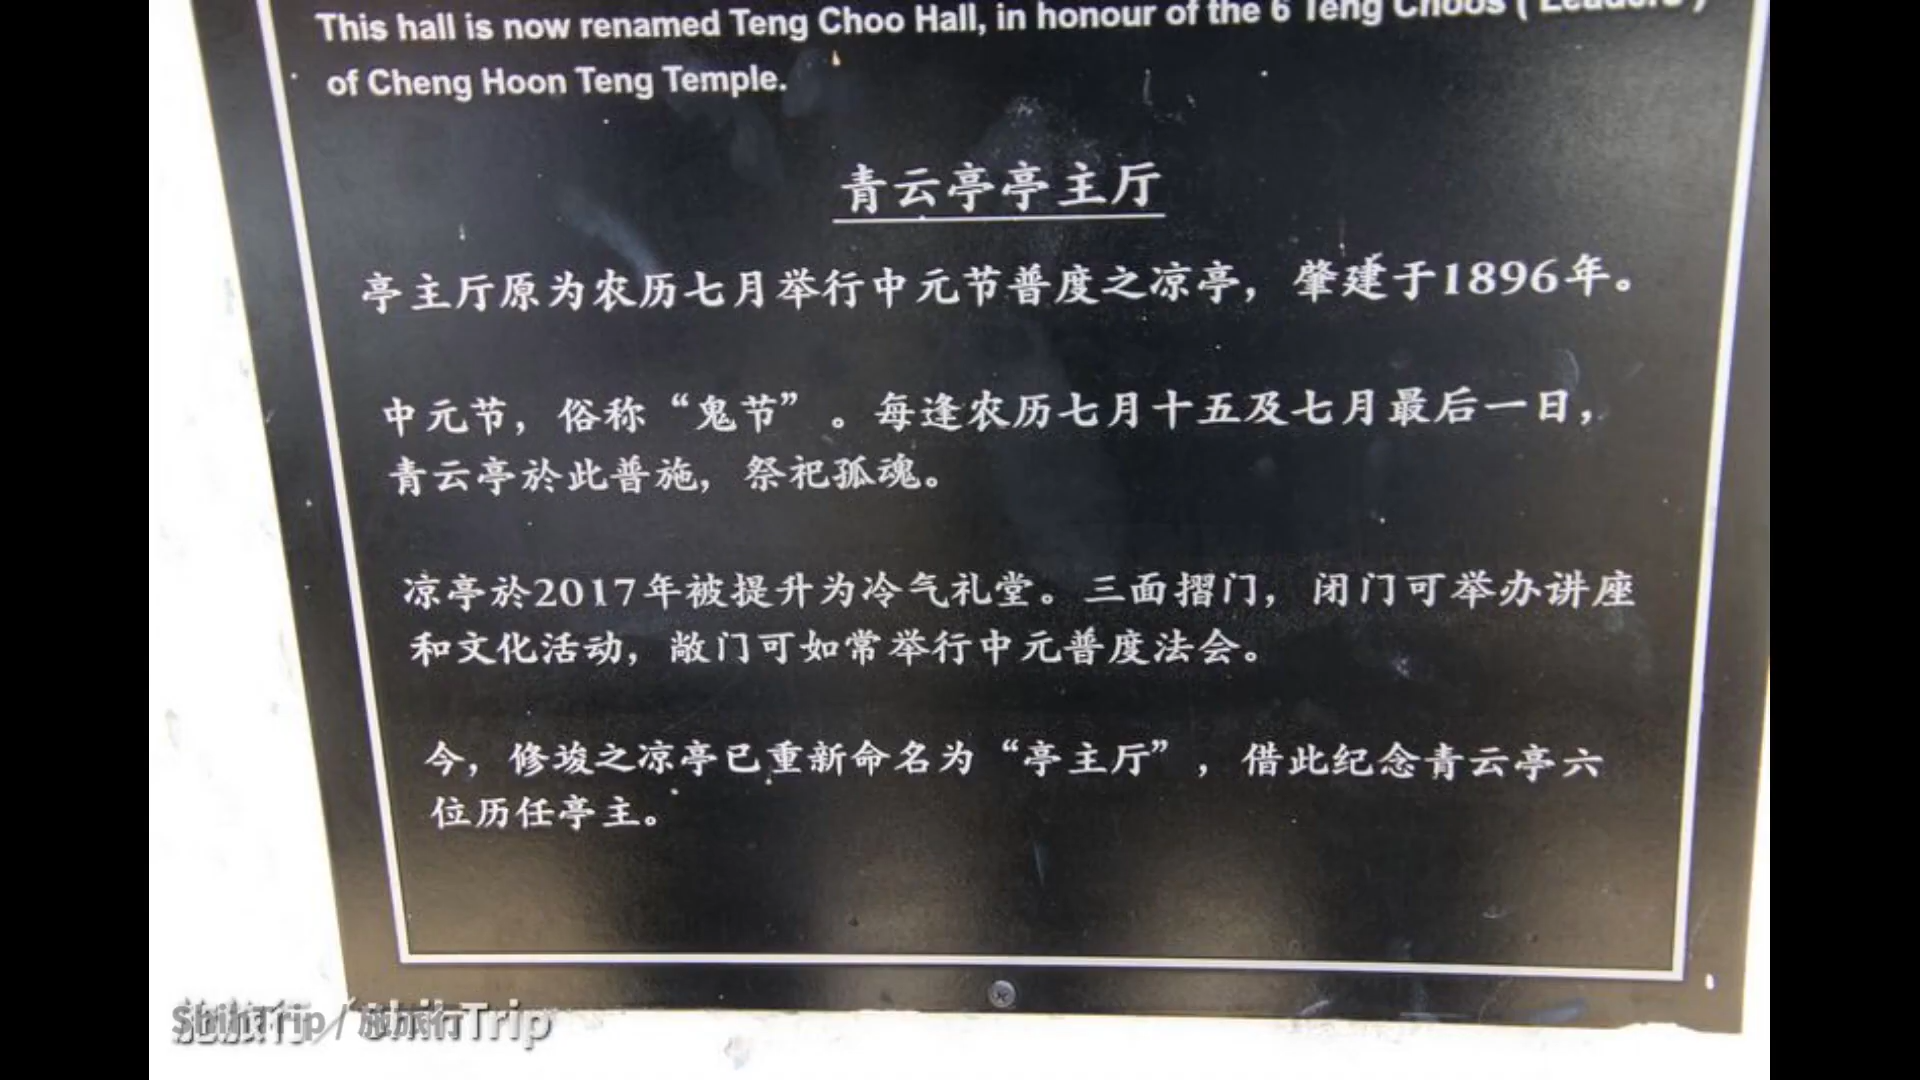 This hall is now renamed Teng Choo Hall, in honour of the 6 Teng Choos ( Leaders )
of Cheng Hoon Teng Temple.
青云亭亭主厅
亭主厅原为农历七月举行中元节普度之凉亭，肇建于1896年。
中元节，俗称“鬼节”。每逢农历七月十五及七月最后一日，
青云亭於此普施，祭祀孤魂。
凉亭於2017年被提升为冷气礼堂。三面摺门，闭门可举办讲座
和文化活动，敞门可如常举行中元普度法会。
今，修竣之凉亭已重新命名为“亭主厅”，借此纪念青云亭六
位历任亭主。